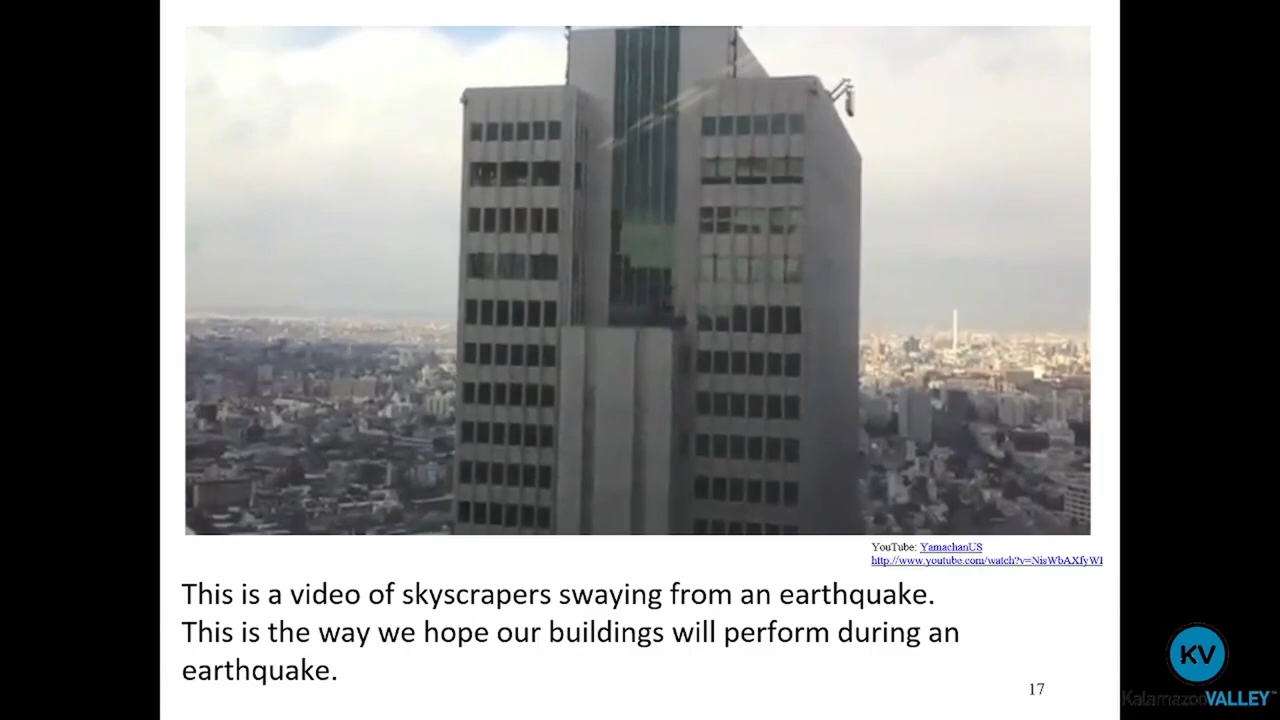 YouTube: YamachanUS
http://www.youtube.com/watch?v=NisWbAXfyWI
This is a video of skyscrapers swaying from an earthquake.
This is the way we hope our buildings will perform during an
earthquake.
17
KV
KalamazooVALLEY™